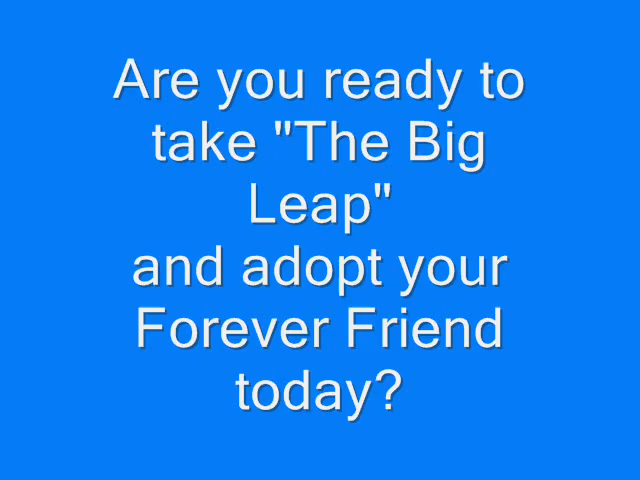 Are you ready to
take "The Big
Leap"
and adopt your
Forever Friend
today?